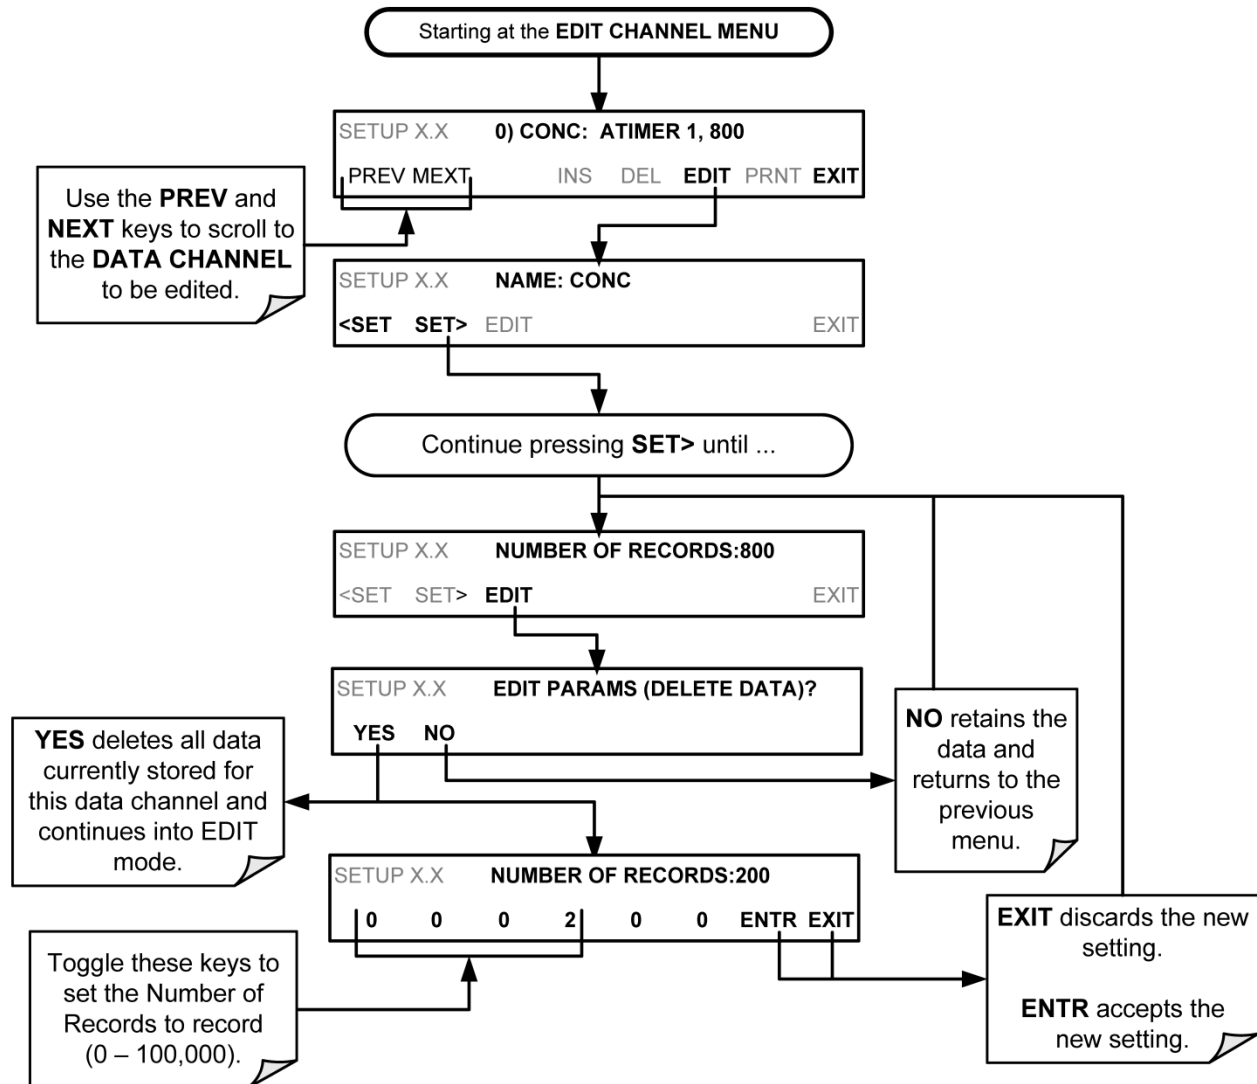 Starting at the EDIT CHANNEL MENU
SETUP X.X 0) CONC: ATIMER 1, 800
PREV MEXT INS DEL EDIT PRNT EXIT
Use the PREV and
NEXT keys to scroll to
the DATA CHANNEL
to be edited.
SETUP X.X NAME: CONC
<SET SET> EDIT EXIT
Continue pressing SET> until ...
SETUP X.X NUMBER OF RECORDS:800
<SET SET> EDIT EXIT
SETUP X.X EDIT PARAMS (DELETE DATA)?
YES NO
YES deletes all data
currently stored for
this data channel and
continues into EDIT
mode.
NO retains the
data and
returns to the
previous
menu.
SETUP X.X NUMBER OF RECORDS:200
0 0 0 2 0 0 ENTR EXIT
Toggle these keys to
set the Number of
Records to record
(0 – 100,000).
EXIT discards the new
setting.
ENTR accepts the
new setting.